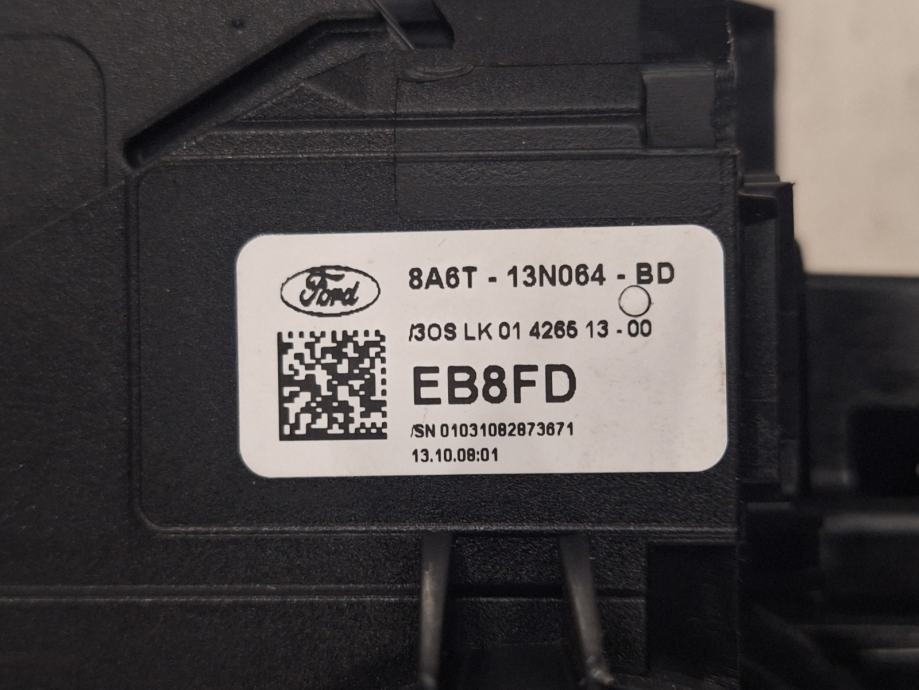 Ford
8A6T - 13N064 - BD
/3OS LK 01 4265 13 - 00
EB8FD
/SN 01031082873671
13.10.08:01